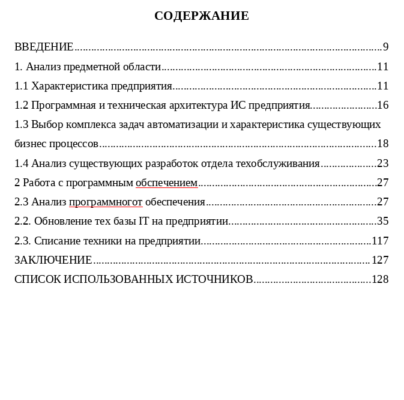 СОДЕРЖАНИЕ
ВВЕДЕНИЕ....................9
1. Анализ предметной области....................11
1.1 Характеристика предприятия....................11
1.2 Программная и техническая архитектура ИС предприятия....................16
1.3 Выбор комплекса задач автоматизации и характеристика существующих
бизнес процессов....................18
1.4 Анализ существующих разработок отдела техобслуживания....................23
2 Работа с программным обспечением....................27
2.3 Анализ программногот обеспечения....................27
2.2. Обновление тех базы IT на предприятии....................35
2.3. Списание техники на предприятии....................117
ЗАКЛЮЧЕНИЕ....................127
СПИСОК ИСПОЛЬЗОВАННЫХ ИСТОЧНИКОВ....................128